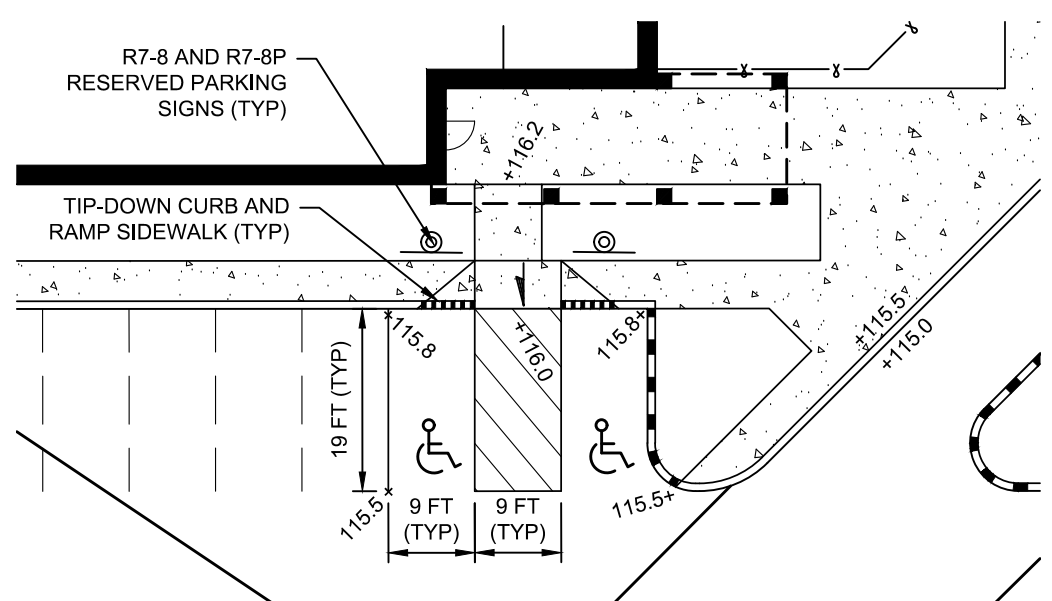 R7-8 AND R7-8P
RESERVED PARKING
SIGNS (TYP)
+116.2
TIP-DOWN CURB AND
RAMP SIDEWALK (TYP)
×115.8
+116.0
115.8+
+115.5
+115.0
19 FT (TYP)
115.5×
9 FT
(TYP)
9 FT
(TYP)
115.5+